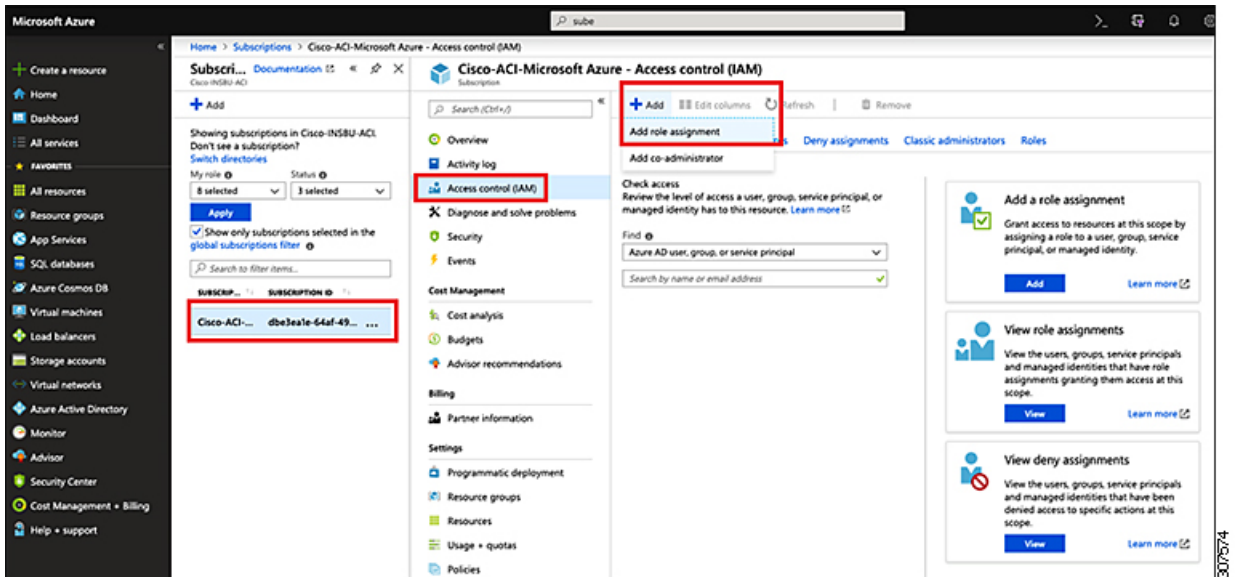 Microsoft Azure
sube
Home > Subscriptions > Cisco-ACI-Microsoft Azure - Access control (IAM)
Create a resource
Home
Dashboard
All services
FAVORITES
All resources
Resource groups
App Services
SQL databases
Azure Cosmos DB
Virtual machines
Load balancers
Storage accounts
Virtual networks
Azure Active Directory
Monitor
Advisor
Security Center
Cost Management + Billing
Help + support
Subscri... Documentation
Cisco-INSBU-ACI
Add
Showing subscriptions in Cisco-INSBU-ACI.
Don't see a subscription?
Switch directories
My role Status
8 selected 3 selected
Apply
Show only subscriptions selected in the
global subscriptions filter
Search to filter items...
SUBSCRIP... SUBSCRIPTION ID
Cisco-ACI-... dbe3ea1e-64af-49... ...
Cisco-ACI-Microsoft Azure - Access control (IAM)
Subscription
Search (Ctrl+/)
Overview
Activity log
Access control (IAM)
Diagnose and solve problems
Security
Events
Cost Management
Cost analysis
Budgets
Advisor recommendations
Billing
Partner information
Settings
Programmatic deployment
Resource groups
Resources
Usage + quotas
Policies
Add Edit columns Refresh | Remove
Add role assignment
Add co-administrator
Deny assignments Classic administrators Roles
Check access
Review the level of access a user, group, service principal, or
managed identity has to this resource. Learn more
Find
Azure AD user, group, or service principal
Search by name or email address
Add a role assignment
Grant access to resources at this scope by
assigning a role to a user, group, service
principal, or managed identity.
Add Learn more
View role assignments
View the users, groups, service principals
and managed identities that have role
assignments granting them access at this
scope.
View Learn more
View deny assignments
View the users, groups, service principals
and managed identities that have been
denied access to specific actions at this
scope.
View Learn more
307574